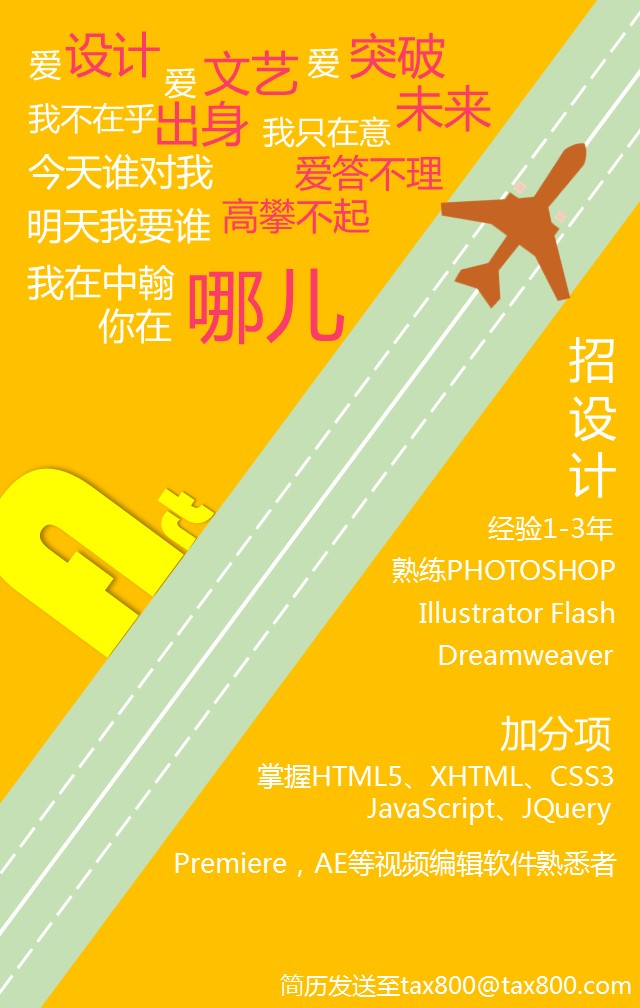 爱设计 爱文艺 爱突破
我不在乎出身 我只在意未来
今天谁对我 爱答不理
明天我要谁 高攀不起
我在中翰
你在 哪儿
Art
招设计
经验1-3年
熟练PHOTOSHOP
Illustrator Flash
Dreamweaver
加分项
掌握HTML5、XHTML、CSS3
JavaScript、JQuery
Premiere，AE等视频编辑软件熟悉者
简历发送至tax800@tax800.com